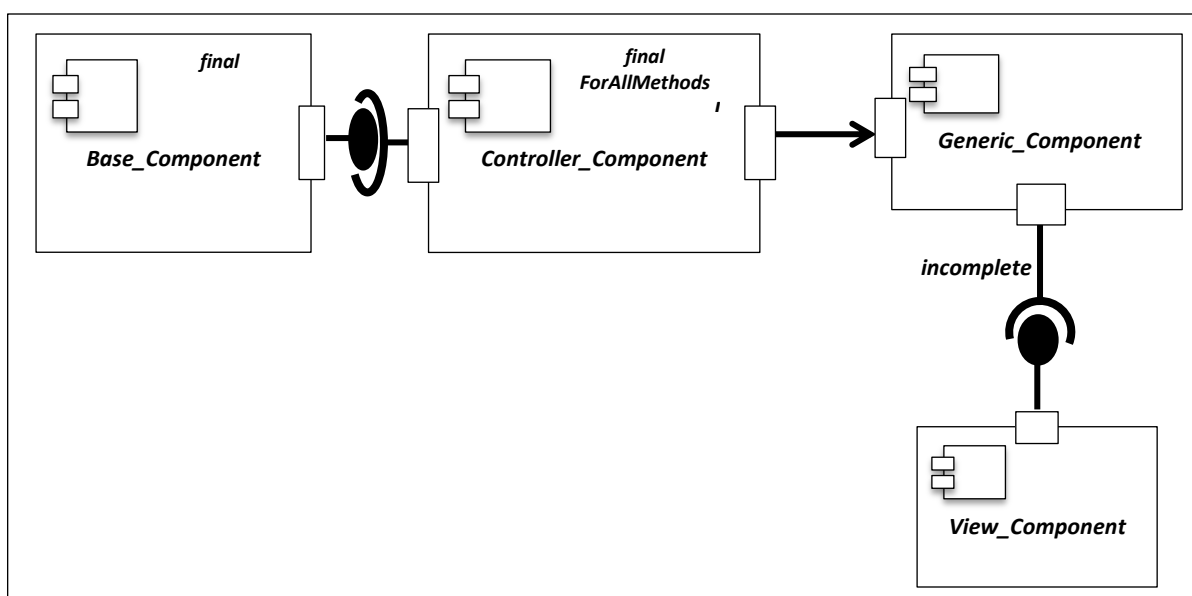 final
Base_Component
final
ForAllMethods
Controller_Component
Generic_Component
incomplete
View_Component